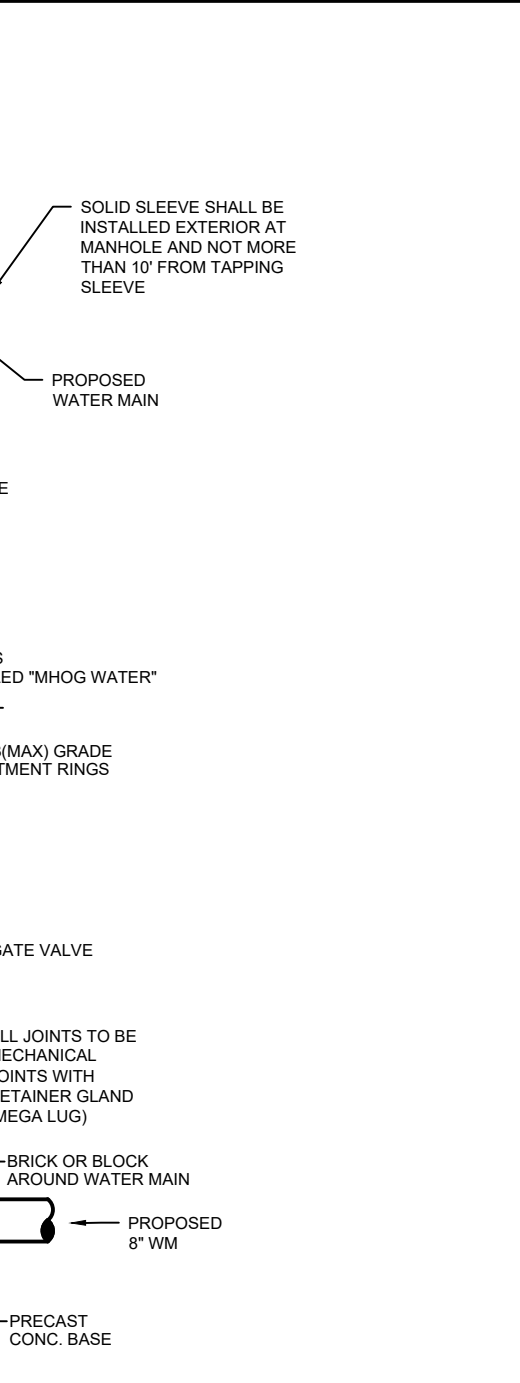 SOLID SLEEVE SHALL BE
INSTALLED EXTERIOR AT
MANHOLE AND NOT MORE
THAN 10' FROM TAPPING
SLEEVE
PROPOSED
WATER MAIN
E
S
LED "MHOG WATER"
(MAX) GRADE
TMENT RINGS
GATE VALVE
LL JOINTS TO BE
MECHANICAL
OINTS WITH
ETAINER GLAND
MEGA LUG)
BRICK OR BLOCK
AROUND WATER MAIN
PROPOSED
8" WM
PRECAST
CONC. BASE